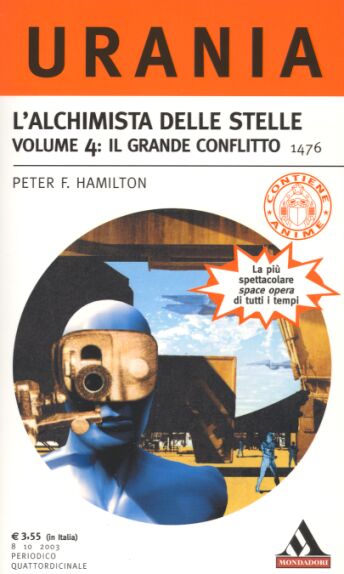 URANIA
L'ALCHIMISTA DELLE STELLE
VOLUME 4: IL GRANDE CONFLITTO 1476
PETER F. HAMILTON
CONTIENE
ANIME
La più
spettacolare
space opera
di tutti i tempi
€ 3,55 (in Italia)
8 10 2003
PERIODICO
QUATTORDICINALE
MONDADORI